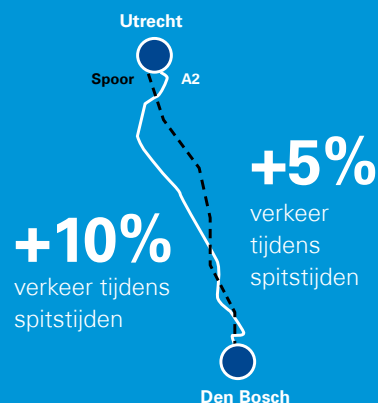 Utrecht
Spoor
A2
+5%
verkeer
tijdens
spitstijden
+10%
verkeer tijdens
spitstijden
Den Bosch